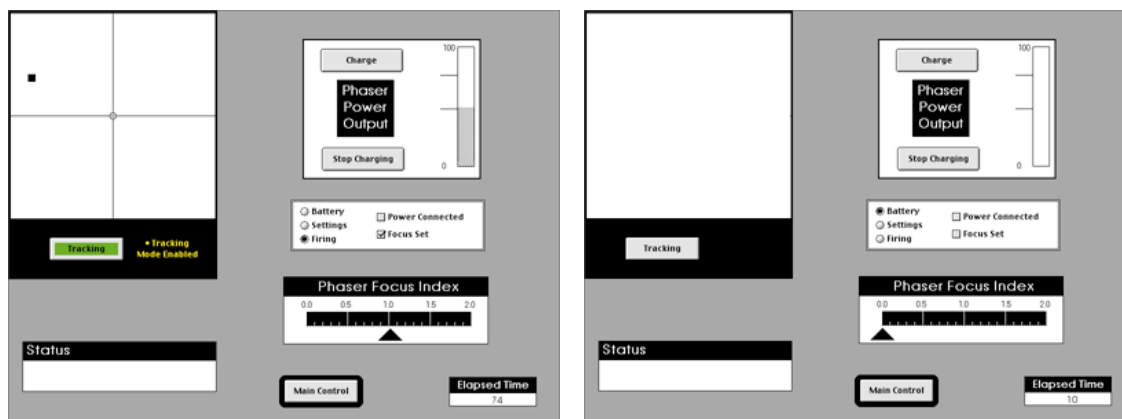 100
Charge
Phaser
Power
Output
Stop Charging
0
Battery
Settings
Firing
Power Connected
Focus Set
Tracking
• Tracking
Mode Enabled
Phaser Focus Index
0.0 0.5 1.0 1.5 2.0
Status
Main Control
Elapsed Time
74
100
Charge
Phaser
Power
Output
Stop Charging
0
Battery
Settings
Firing
Power Connected
Focus Set
Tracking
Phaser Focus Index
0.0 0.5 1.0 1.5 2.0
Status
Main Control
Elapsed Time
10